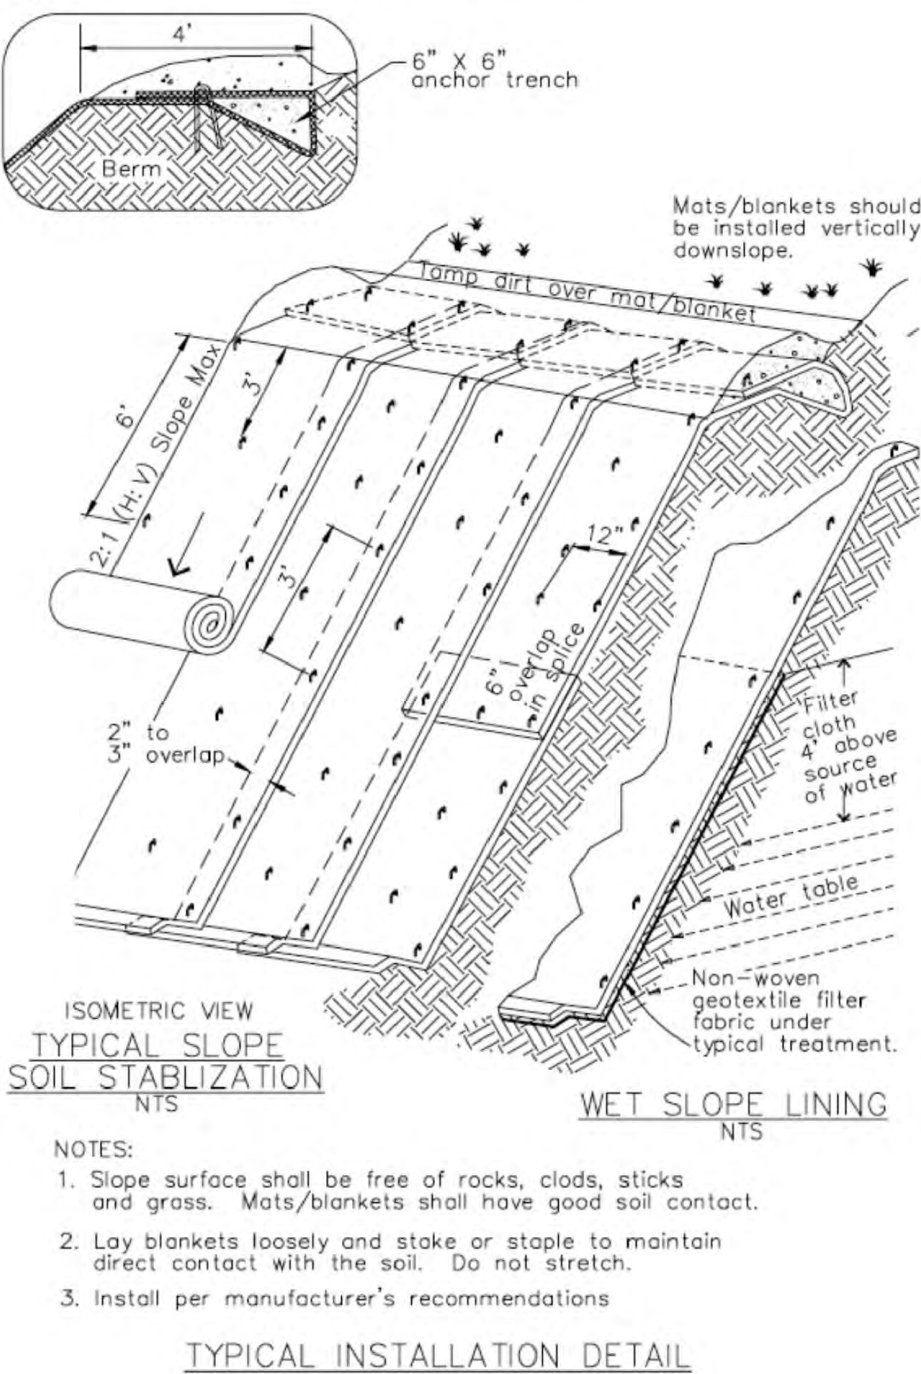 4'
6" X 6"
anchor trench
Berm
Mats/blankets should
be installed vertically
downslope.
Tamp dirt over mat/blanket
6'
3'
2:1 (H:V) Slope Max
12"
3'
6"
overlap
in splice
2" to
3" overlap
Filter
cloth
4' above
source
of water
Water table
Non-woven
geotextile filter
fabric under
typical treatment.
ISOMETRIC VIEW
TYPICAL SLOPE
SOIL STABLIZATION
NTS
WET SLOPE LINING
NTS
NOTES:
1. Slope surface shall be free of rocks, clods, sticks
and grass. Mats/blankets shall have good soil contact.
2. Lay blankets loosely and stake or staple to maintain
direct contact with the soil. Do not stretch.
3. Install per manufacturer's recommendations
TYPICAL INSTALLATION DETAIL